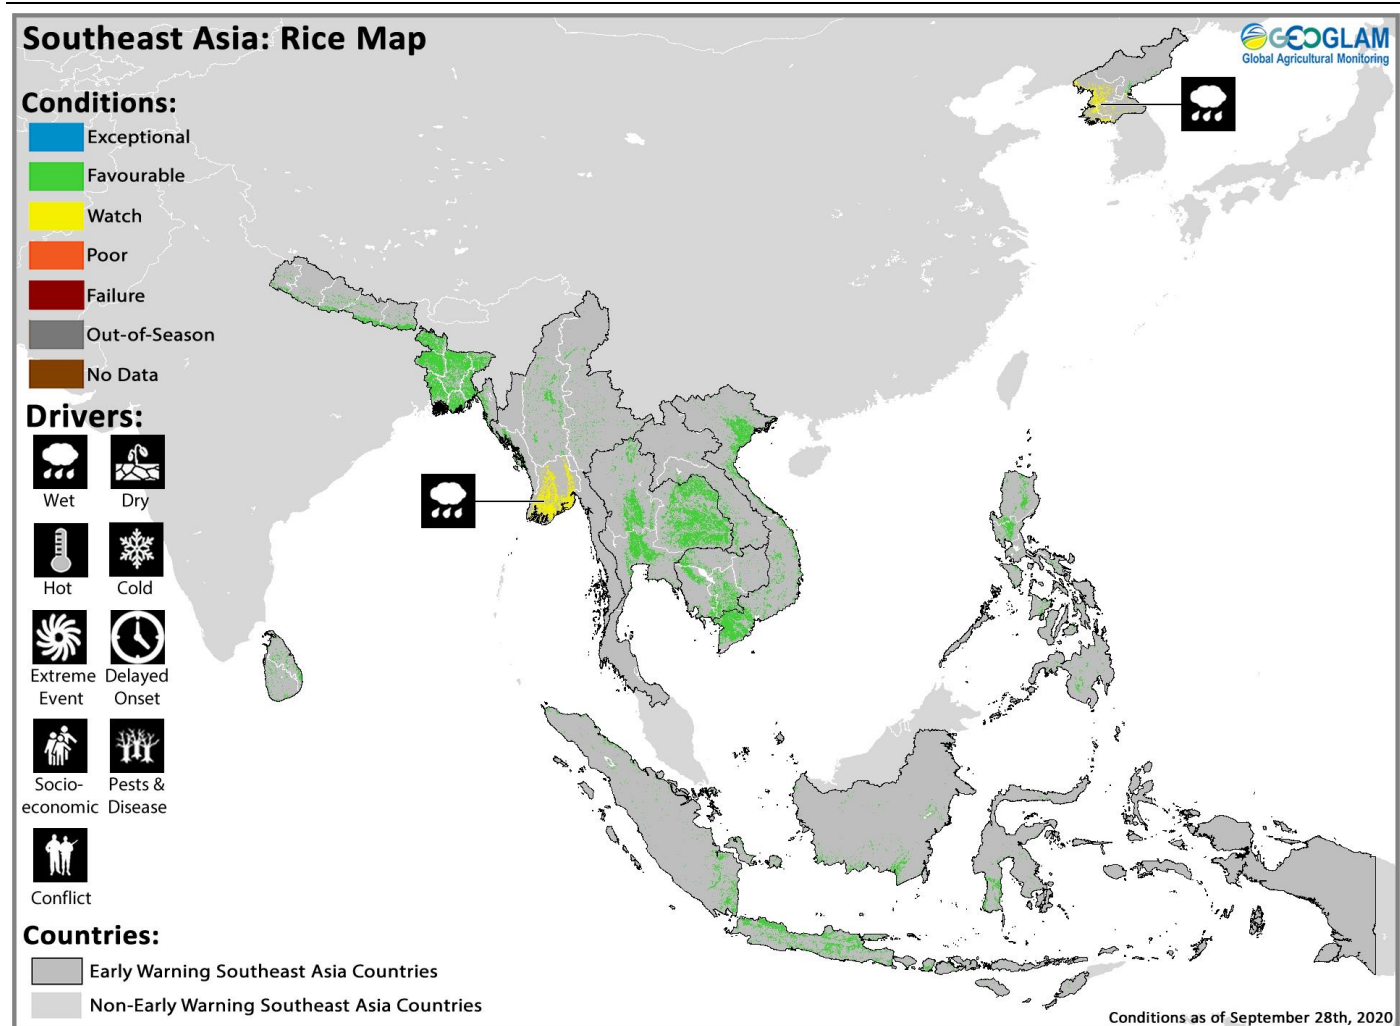 Southeast Asia: Rice Map
GEOGLAM
Global Agricultural Monitoring
Conditions:
Exceptional
Favourable
Watch
Poor
Failure
Out-of-Season
No Data
Drivers:
Wet
Dry
Hot
Cold
Extreme
Event
Delayed
Onset
Socio-
economic
Pests &
Disease
Conflict
Countries:
Early Warning Southeast Asia Countries
Non-Early Warning Southeast Asia Countries
Conditions as of September 28th, 2020